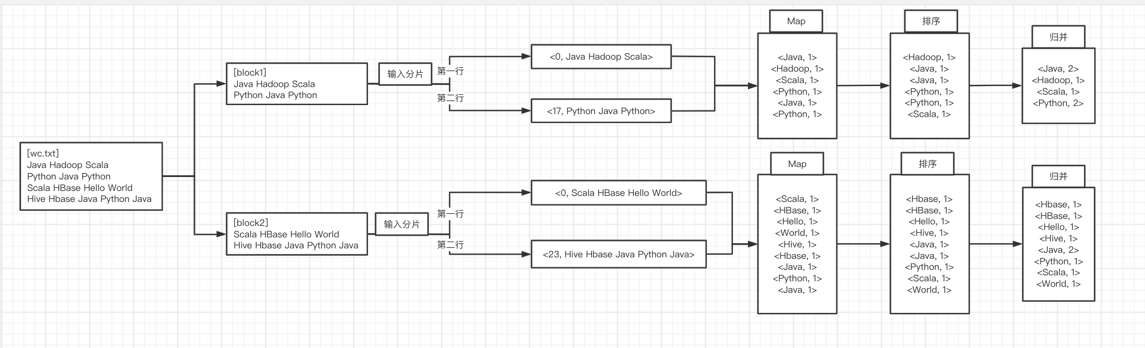 [wc.txt]
Java Hadoop Scala
Python Java Python
Scala HBase Hello World
Hive Hbase Java Python Java
[block1]
Java Hadoop Scala
Python Java Python
输入分片
第一行
第二行
<0, Java Hadoop Scala>
<17, Python Java Python>
Map
<Java, 1>
<Hadoop, 1>
<Scala, 1>
<Python, 1>
<Java, 1>
<Python, 1>
排序
<Hadoop, 1>
<Java, 1>
<Java, 1>
<Python, 1>
<Python, 1>
<Scala, 1>
归并
<Java, 2>
<Hadoop, 1>
<Scala, 1>
<Python, 2>
[block2]
Scala HBase Hello World
Hive Hbase Java Python Java
输入分片
第一行
第二行
<0, Scala HBase Hello World>
<23, Hive Hbase Java Python Java>
Map
<Scala, 1>
<HBase, 1>
<Hello, 1>
<World, 1>
<Hive, 1>
<Hbase, 1>
<Java, 1>
<Python, 1>
<Java, 1>
排序
<Hbase, 1>
<HBase, 1>
<Hello, 1>
<Hive, 1>
<Java, 1>
<Java, 1>
<Python, 1>
<Scala, 1>
<World, 1>
归并
<Hbase, 1>
<HBase, 1>
<Hello, 1>
<Hive, 1>
<Java, 2>
<Python, 1>
<Scala, 1>
<World, 1>